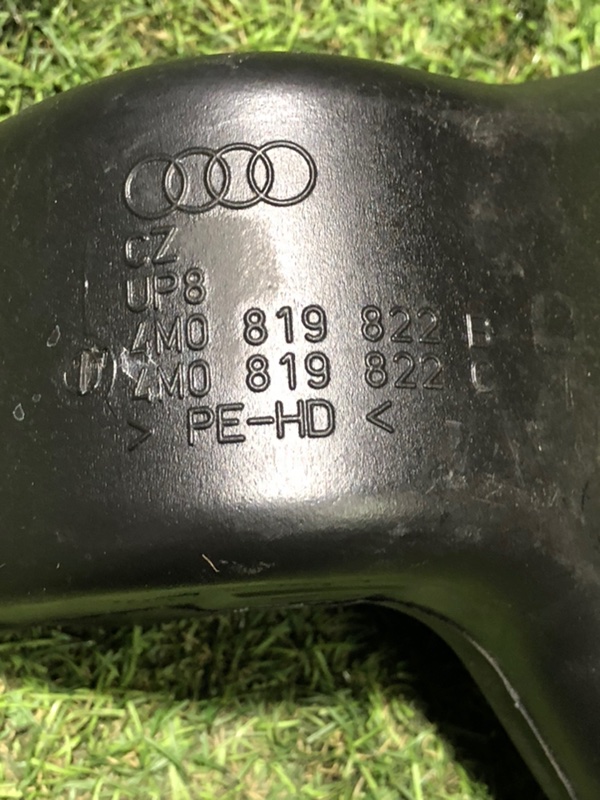 CZ
UP8
4M0 819 822 B
4M0 819 822 C
> PE-HD <